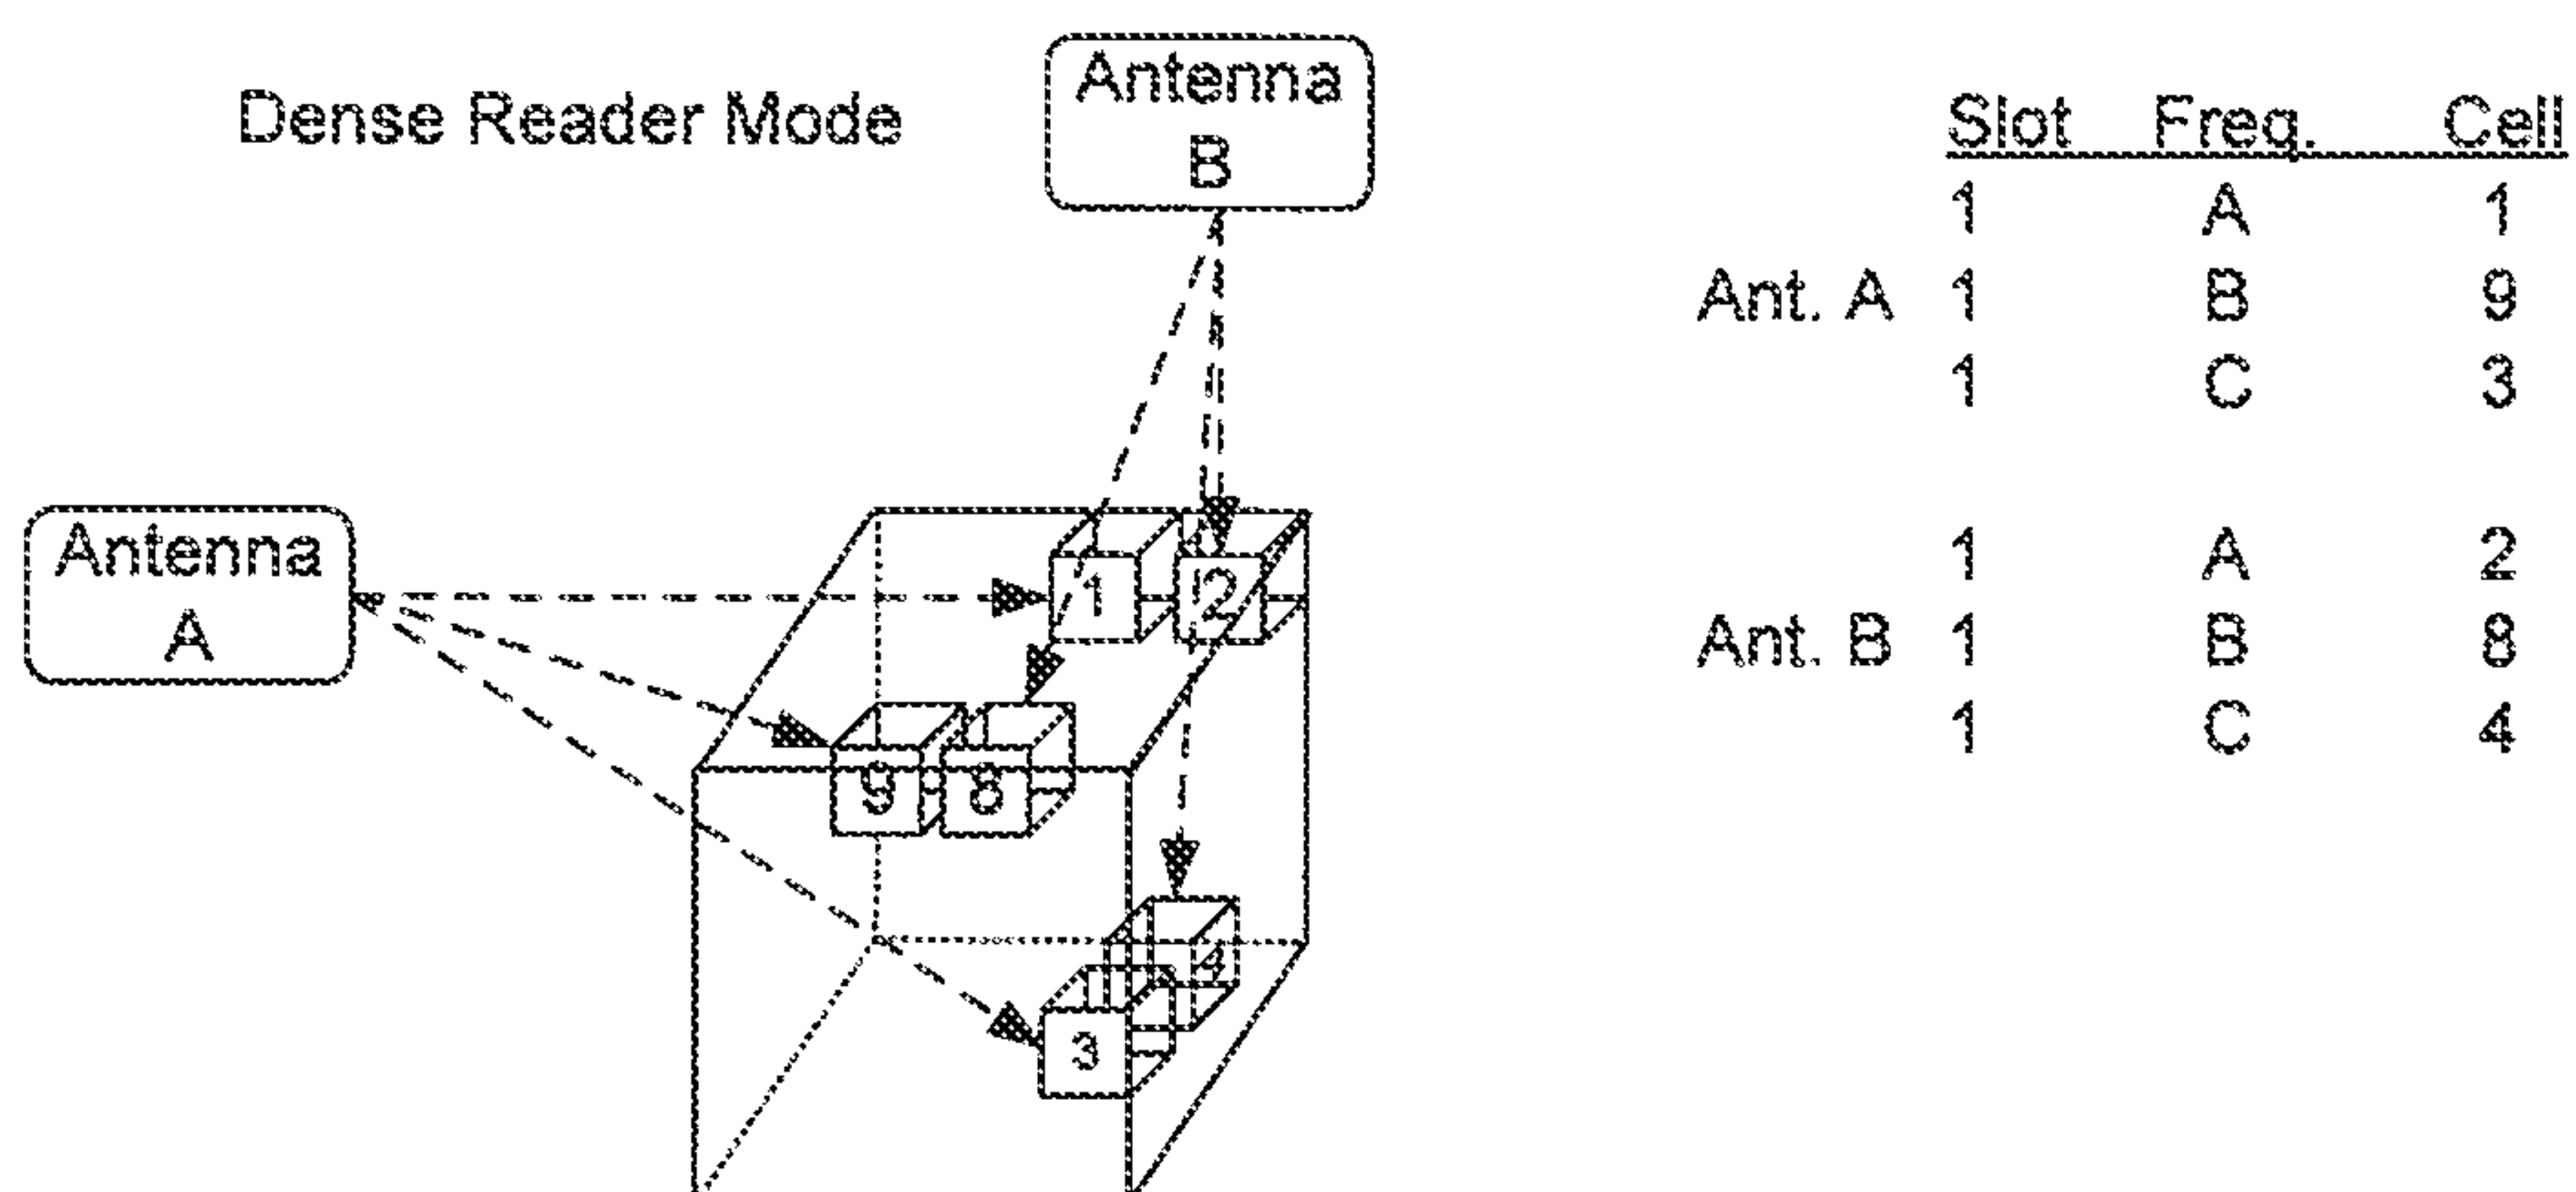 Dense Reader Mode
Antenna
B
Antenna
A
1
2
9
8
4
3
Slot Freq. Cell
1 A 1
Ant. A 1 B 9
1 C 3
1 A 2
Ant. B 1 B 8
1 C 4